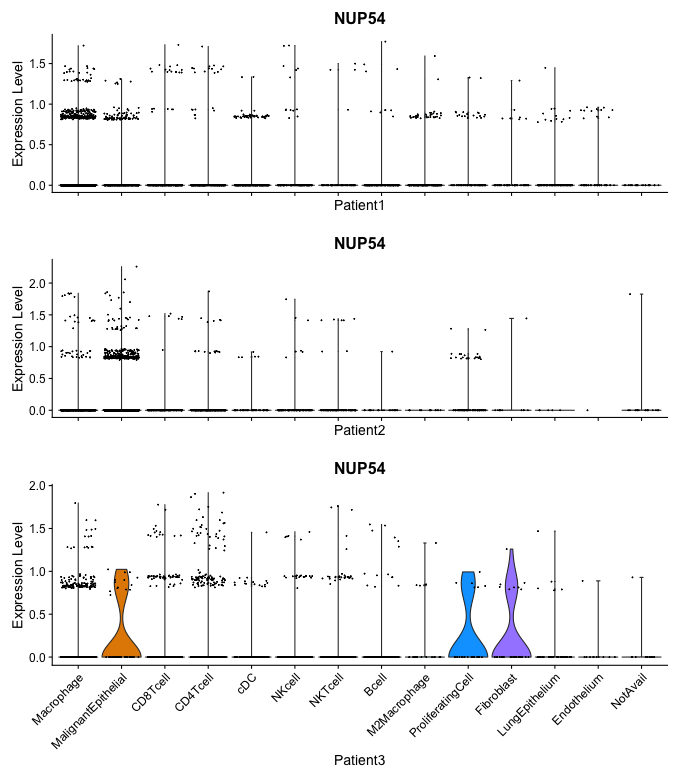 NUP54
Expression Level
1.5
1.0
0.5
0.0
Patient1
NUP54
Expression Level
2.0
1.5
1.0
0.5
0.0
Patient2
NUP54
Expression Level
2.0
1.5
1.0
0.5
0.0
Macrophage
MalignantEpithelial
CD8Tcell
CD4Tcell
cDC
NKcell
NKTcell
Bcell
M2Macrophage
ProliferatingCell
Fibroblast
LungEpithelium
Endothelium
NotAvail
Patient3